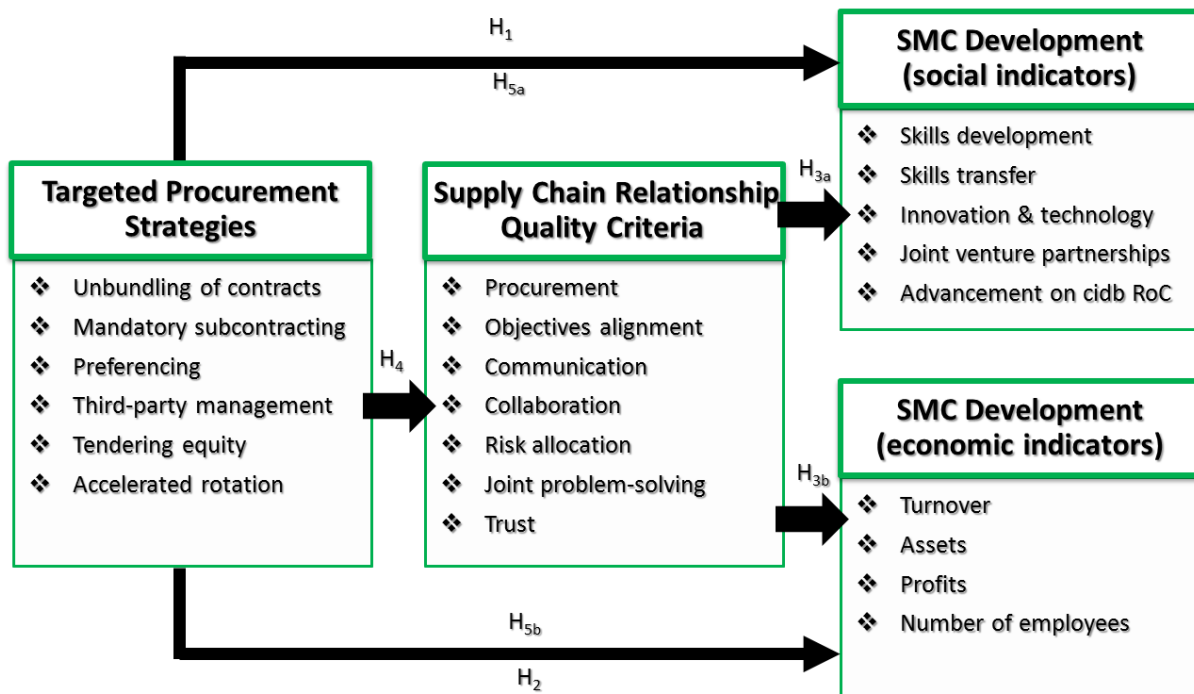 H1
H5a
SMC Development
(social indicators)
❖ Skills development
❖ Skills transfer
❖ Innovation & technology
❖ Joint venture partnerships
❖ Advancement on cidb RoC
Targeted Procurement
Strategies
❖ Unbundling of contracts
❖ Mandatory subcontracting
❖ Preferencing
❖ Third-party management
❖ Tendering equity
❖ Accelerated rotation
H4
Supply Chain Relationship
Quality Criteria
❖ Procurement
❖ Objectives alignment
❖ Communication
❖ Collaboration
❖ Risk allocation
❖ Joint problem-solving
❖ Trust
H3a
H3b
SMC Development
(economic indicators)
❖ Turnover
❖ Assets
❖ Profits
❖ Number of employees
H5b
H2